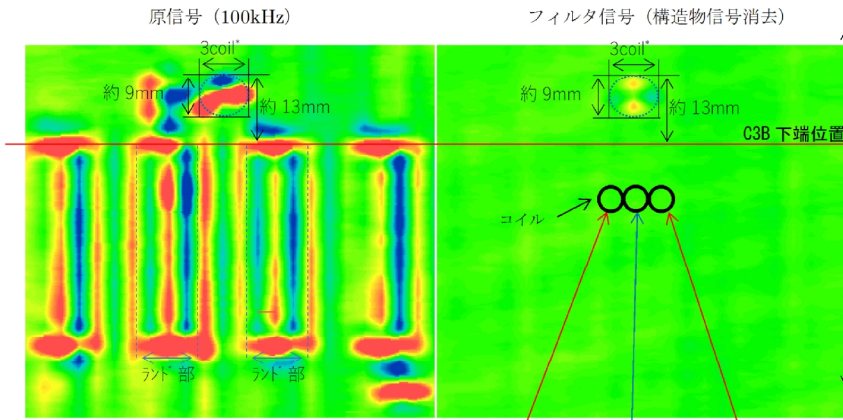 原信号（100kHz）
フィルタ信号（構造物信号消去）
3coil*
約 9mm
約 13mm
3coil*
約 9mm
約 13mm
C3B 下端位置
コイル
ﾗﾝﾄﾞ部
ﾗﾝﾄﾞ部